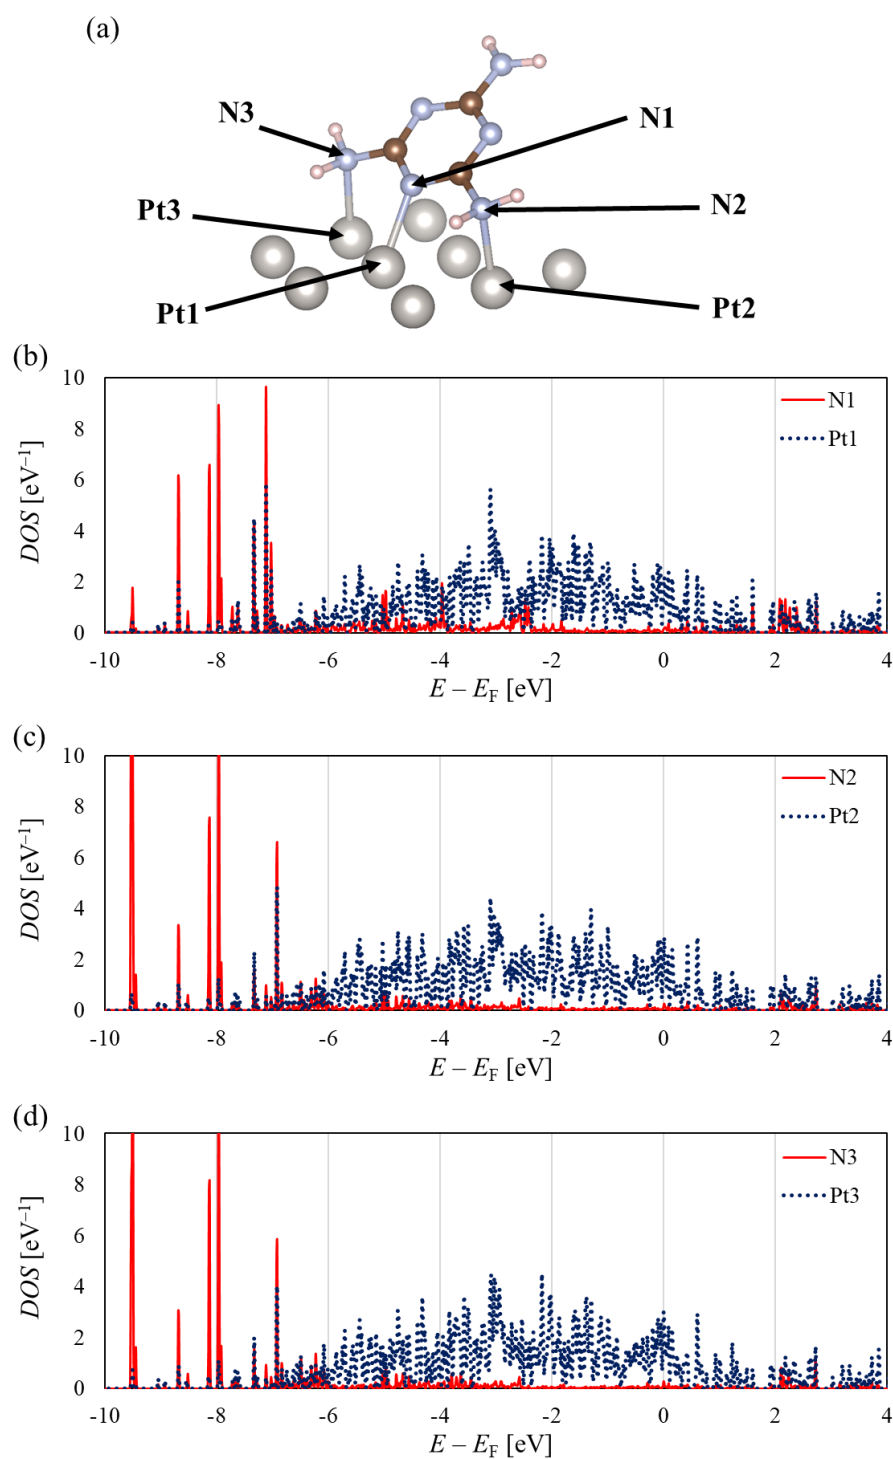 (a)
N3
N1
Pt3
N2
Pt1
Pt2
(b)
DOS [eV⁻¹]
10
8
6
4
2
0
-10 -8 -6 -4 -2 0 2 4
E – E_F [eV]
N1
Pt1
(c)
DOS [eV⁻¹]
10
8
6
4
2
0
-10 -8 -6 -4 -2 0 2 4
E – E_F [eV]
N2
Pt2
(d)
DOS [eV⁻¹]
10
8
6
4
2
0
-10 -8 -6 -4 -2 0 2 4
E – E_F [eV]
N3
Pt3